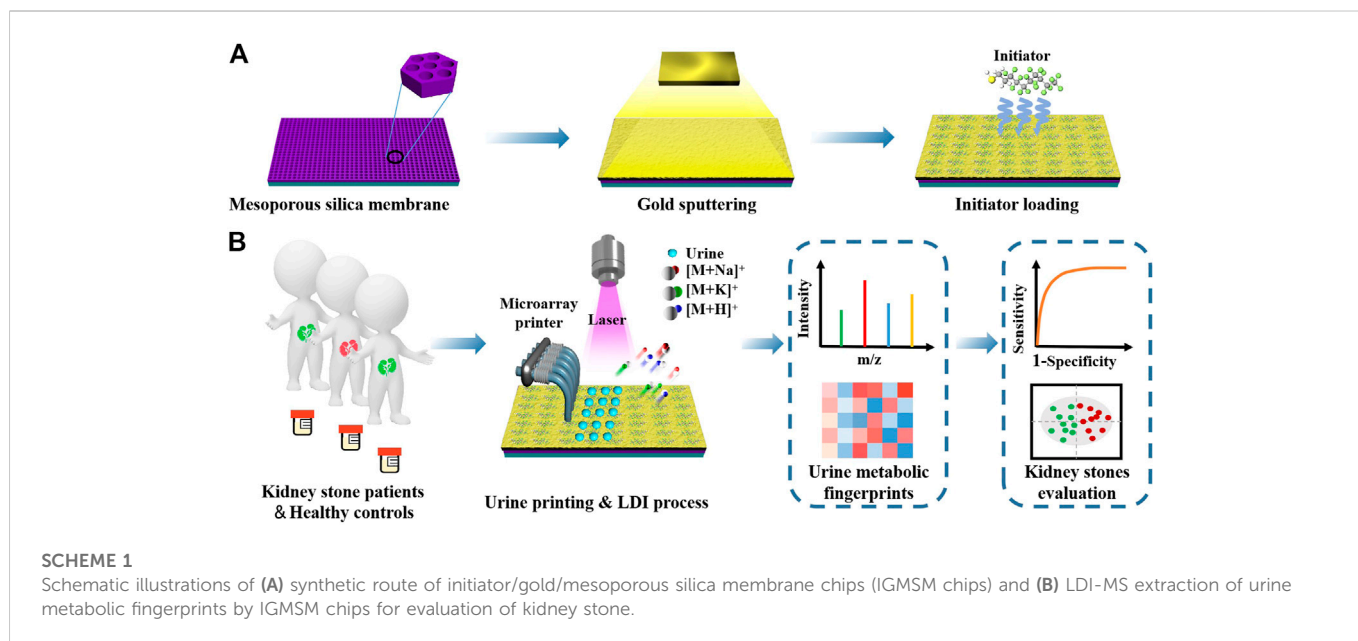 A
Initiator
Mesoporous silica membrane
Gold sputtering
Initiator loading
B
Kidney stone patients
& Healthy controls
Microarray
printer
Laser
Urine
[M+Na]⁺
[M+K]⁺
[M+H]⁺
Urine printing & LDI process
Intensity
m/z
Urine metabolic
fingerprints
Sensitivity
1-Specificity
Kidney stones
evaluation
SCHEME 1
Schematic illustrations of (A) synthetic route of initiator/gold/mesoporous silica membrane chips (IGMSM chips) and (B) LDI-MS extraction of urine
metabolic fingerprints by IGMSM chips for evaluation of kidney stone.